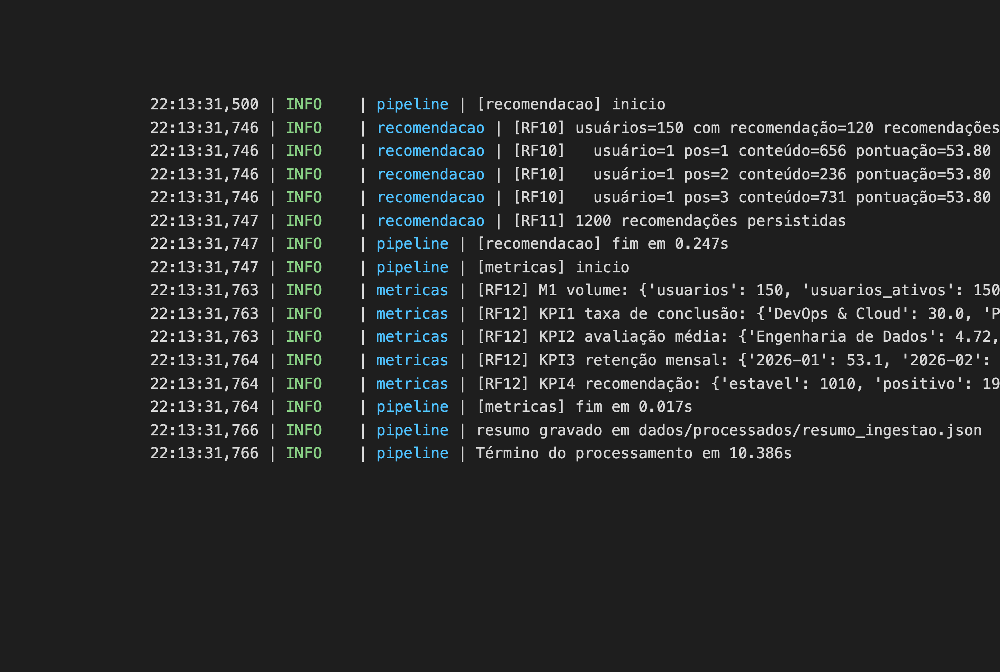 22:13:31,500 | INFO    | pipeline | [recomendacao] inicio
22:13:31,746 | INFO    | recomendacao | [RF10] usuários=150 com recomendação=120 recomendações
22:13:31,746 | INFO    | recomendacao | [RF10]   usuário=1 pos=1 conteúdo=656 pontuação=53.80
22:13:31,746 | INFO    | recomendacao | [RF10]   usuário=1 pos=2 conteúdo=236 pontuação=53.80
22:13:31,746 | INFO    | recomendacao | [RF10]   usuário=1 pos=3 conteúdo=731 pontuação=53.80
22:13:31,747 | INFO    | recomendacao | [RF11] 1200 recomendações persistidas
22:13:31,747 | INFO    | pipeline | [recomendacao] fim em 0.247s
22:13:31,747 | INFO    | pipeline | [metricas] inicio
22:13:31,763 | INFO    | metricas | [RF12] M1 volume: {'usuarios': 150, 'usuarios_ativos': 150
22:13:31,763 | INFO    | metricas | [RF12] KPI1 taxa de conclusão: {'DevOps & Cloud': 30.0, 'P
22:13:31,763 | INFO    | metricas | [RF12] KPI2 avaliação média: {'Engenharia de Dados': 4.72,
22:13:31,764 | INFO    | metricas | [RF12] KPI3 retenção mensal: {'2026-01': 53.1, '2026-02':
22:13:31,764 | INFO    | metricas | [RF12] KPI4 recomendação: {'estavel': 1010, 'positivo': 19
22:13:31,764 | INFO    | pipeline | [metricas] fim em 0.017s
22:13:31,766 | INFO    | pipeline | resumo gravado em dados/processados/resumo_ingestao.json
22:13:31,766 | INFO    | pipeline | Término do processamento em 10.386s